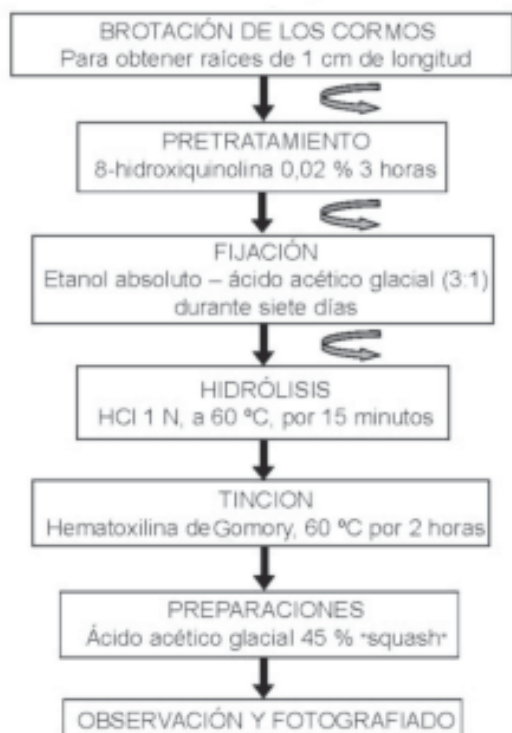 BROTACIÓN DE LOS CORMOS
Para obtener raíces de 1 cm de longitud
PRETRATAMIENTO
8-hidroxiquinolina 0,02 % 3 horas
FIJACIÓN
Etanol absoluto – ácido acético glacial (3:1)
durante siete días
HIDRÓLISIS
HCl 1 N, a 60 ºC, por 15 minutos
TINCION
Hematoxilina de Gomory, 60 ºC por 2 horas
PREPARACIONES
Ácido acético glacial 45 % "squash"
OBSERVACIÓN Y FOTOGRAFIADO